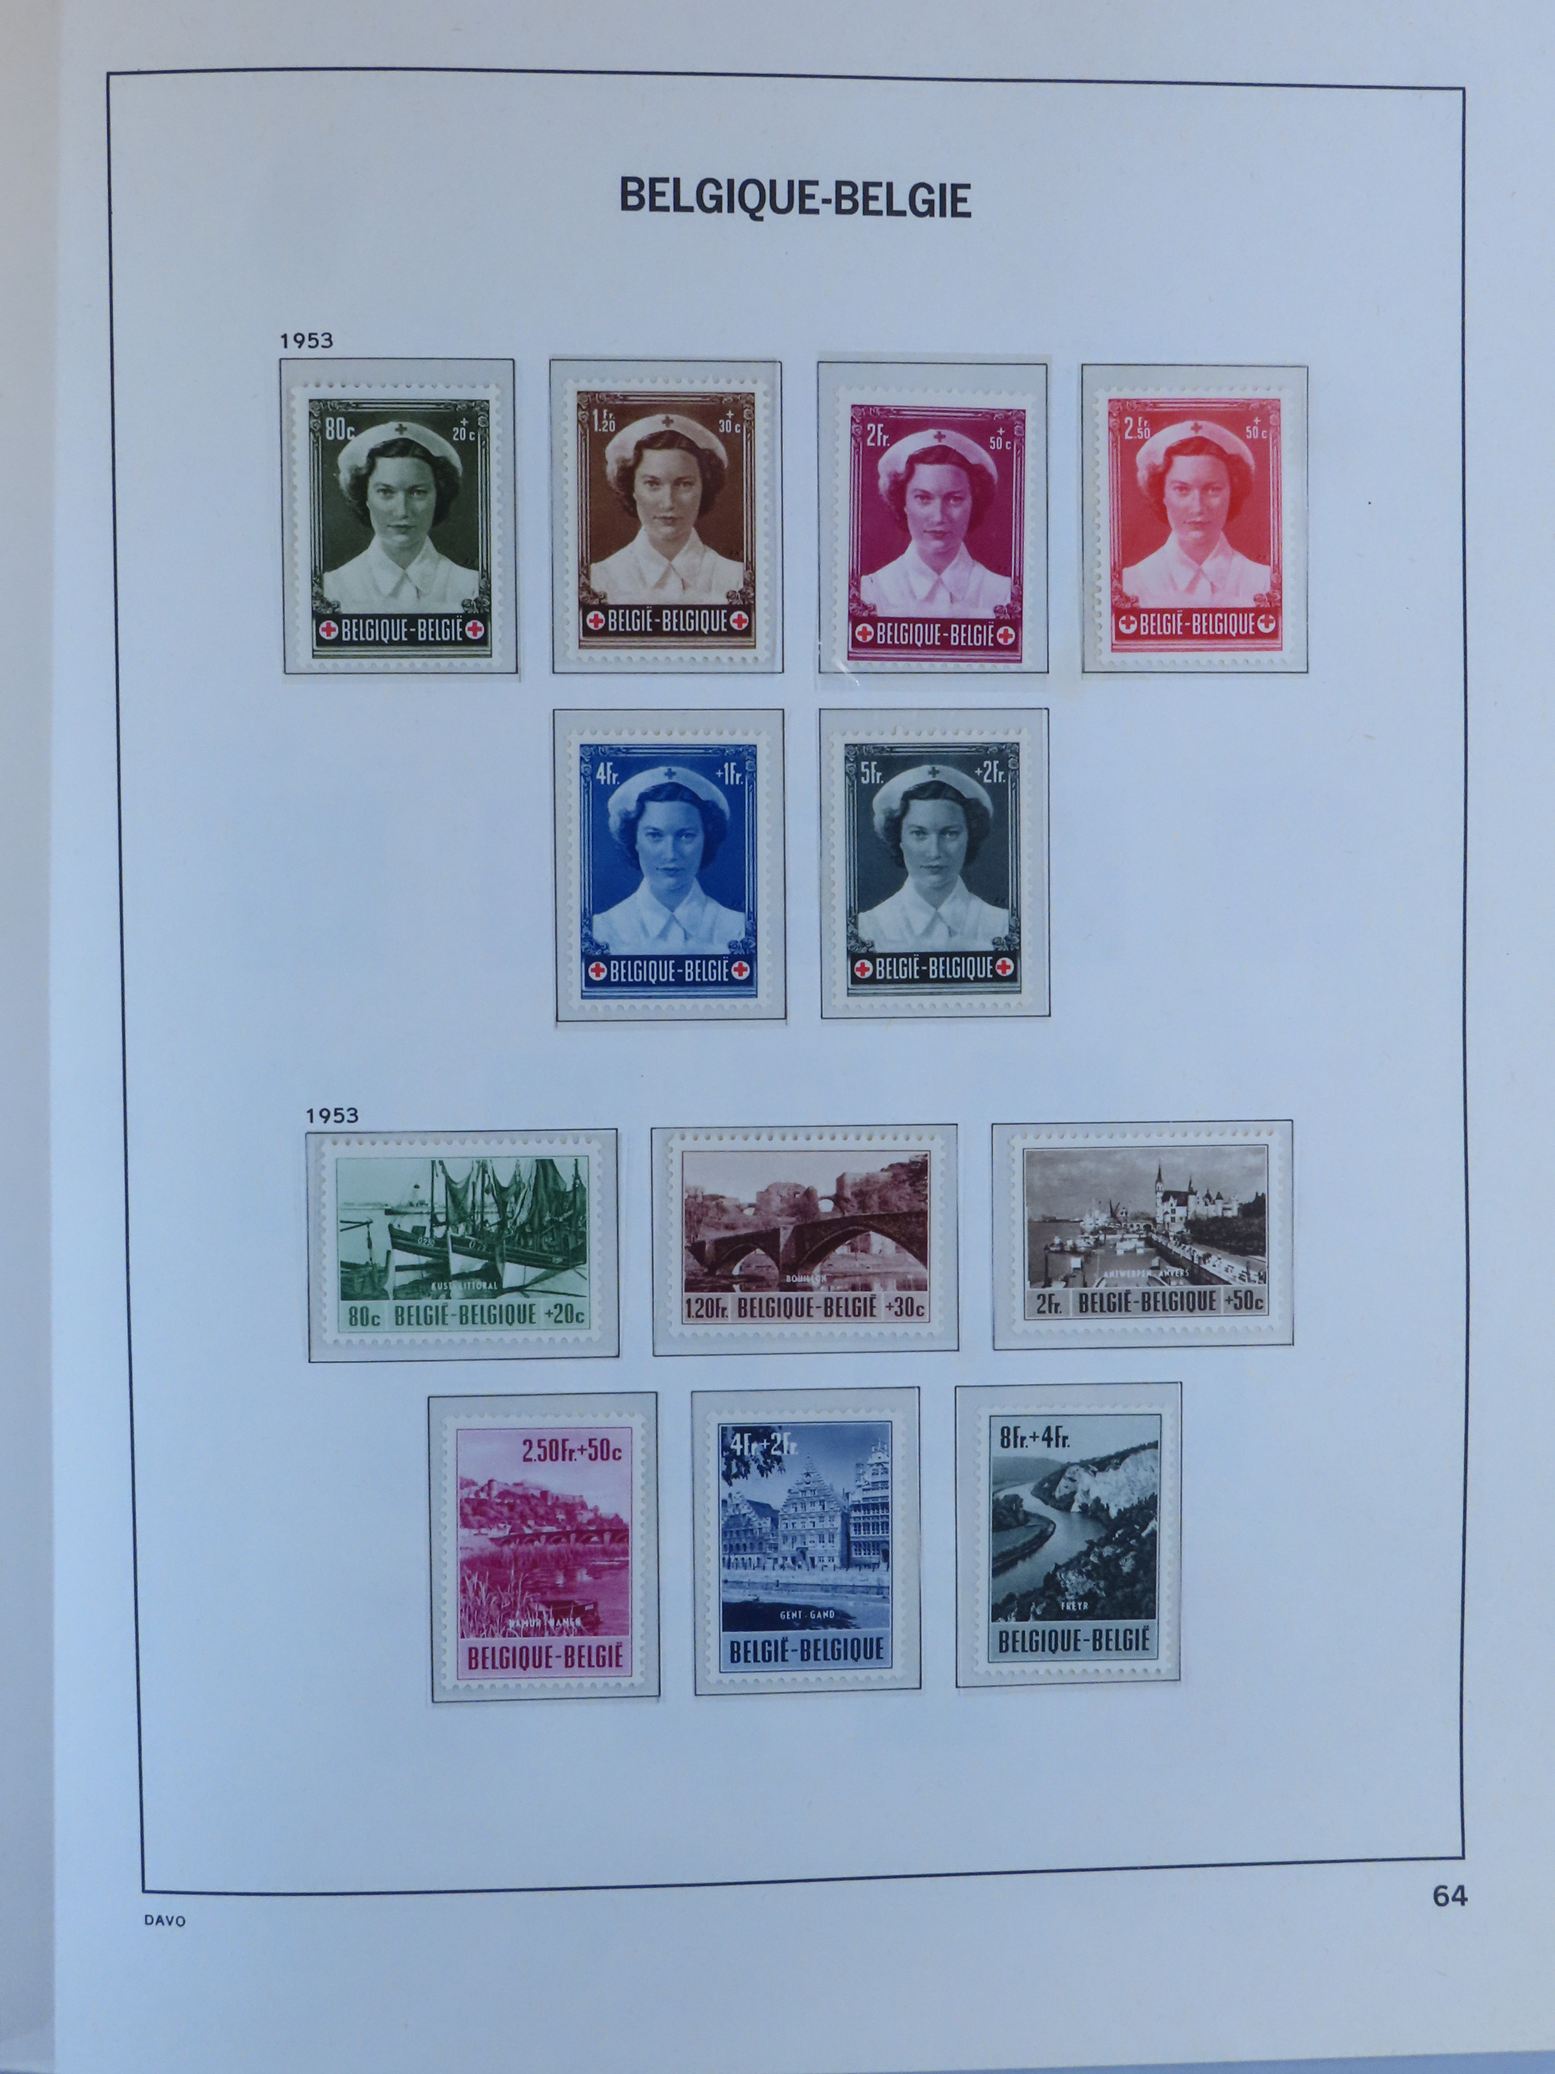 BELGIQUE-BELGIE
1953
80c + 20c
BELGIQUE-BELGIË
1.Fr.20 + 30c
BELGIË-BELGIQUE
2Fr. + 50c
BELGIQUE-BELGIË
2.Fr.50 + 50c
BELGIË-BELGIQUE
4Fr. +1Fr.
BELGIQUE-BELGIË
5Fr. +2Fr.
BELGIË-BELGIQUE
1953
KUST-LITTORAL
80c BELGIË-BELGIQUE +20c
BOUILLON
1.20Fr. BELGIQUE-BELGIË +30c
ANTWERPEN ANVERS
2Fr. BELGIË-BELGIQUE +50c
2.50Fr.+50c
NAMUR-NAMEN
BELGIQUE-BELGIË
4Fr.+2Fr.
GENT-GAND
BELGIË-BELGIQUE
8Fr.+4Fr.
FREYR
BELGIQUE-BELGIË
DAVO
64